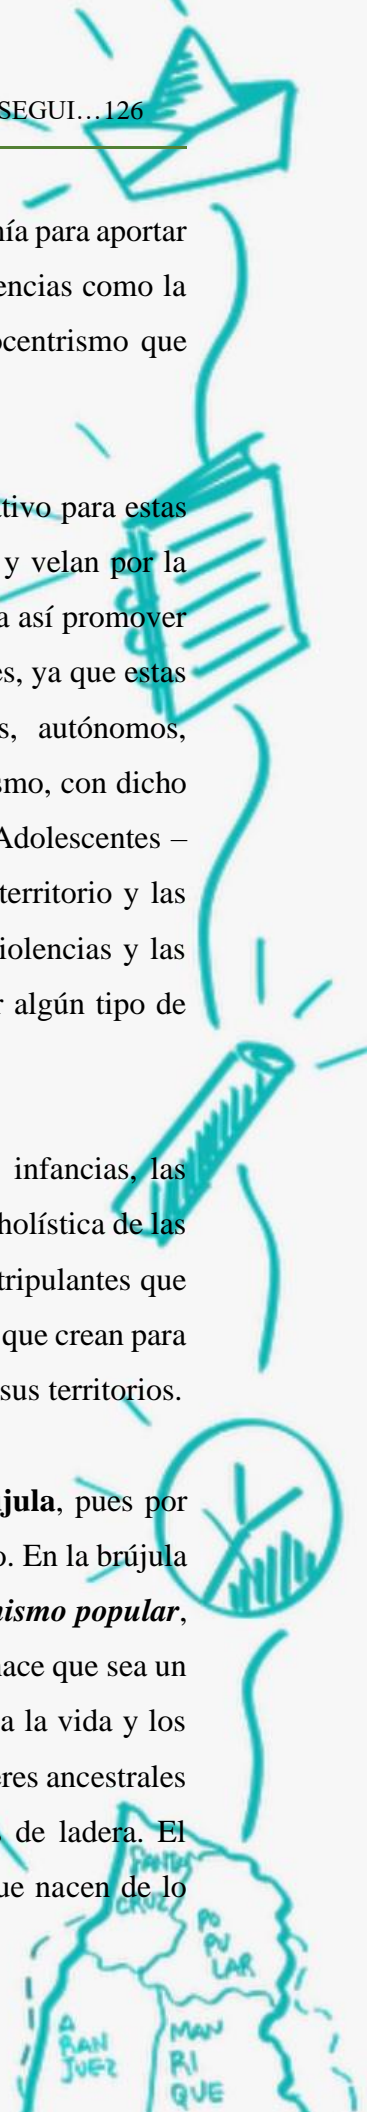 SEGUI…126
ía para aportar
encias como la
centrismo que
tivo para estas
y velan por la
a así promover
es, ya que estas
s, autónomos,
smo, con dicho
Adolescentes –
territorio y las
iolencias y las
r algún tipo de
infancias, las
holística de las
tripulantes que
que crean para
sus territorios.
jula, pues por
o. En la brújula
nismo popular,
hace que sea un
a la vida y los
res ancestrales
de ladera. El
ue nacen de lo
SANTA
CRUZ
PO
PU
LAR
A
RAN
JUEZ
MAN
RI
QUE